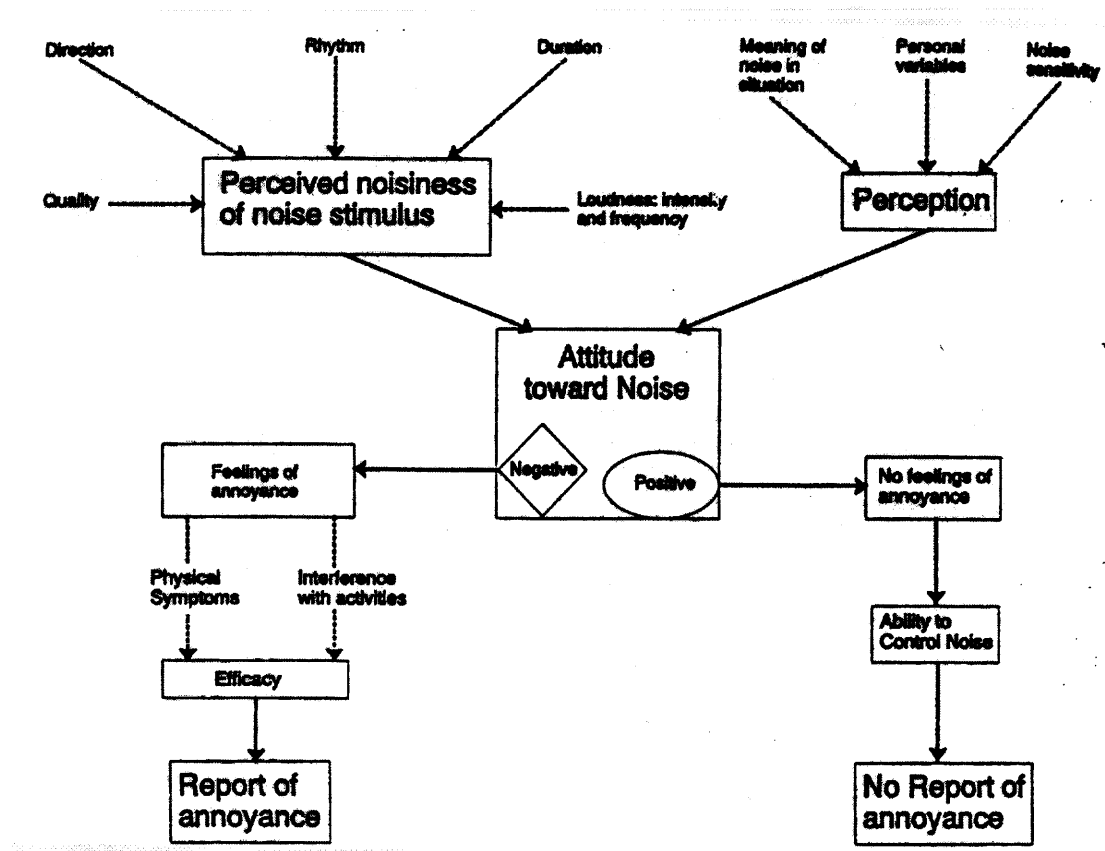 Direction
Rhythm
Duration
Meaning of
noise in
situation
Personal
variables
Noise
sensitivity
Quality
Perceived noisiness
of noise stimulus
Loudness: intensity
and frequency
Perception
Attitude
toward Noise
Negative
Positive
Feelings of
annoyance
No feelings of
annoyance
Physical
Symptoms
Interference
with activities
Ability to
Control Noise
Efficacy
Report of
annoyance
No Report of
annoyance